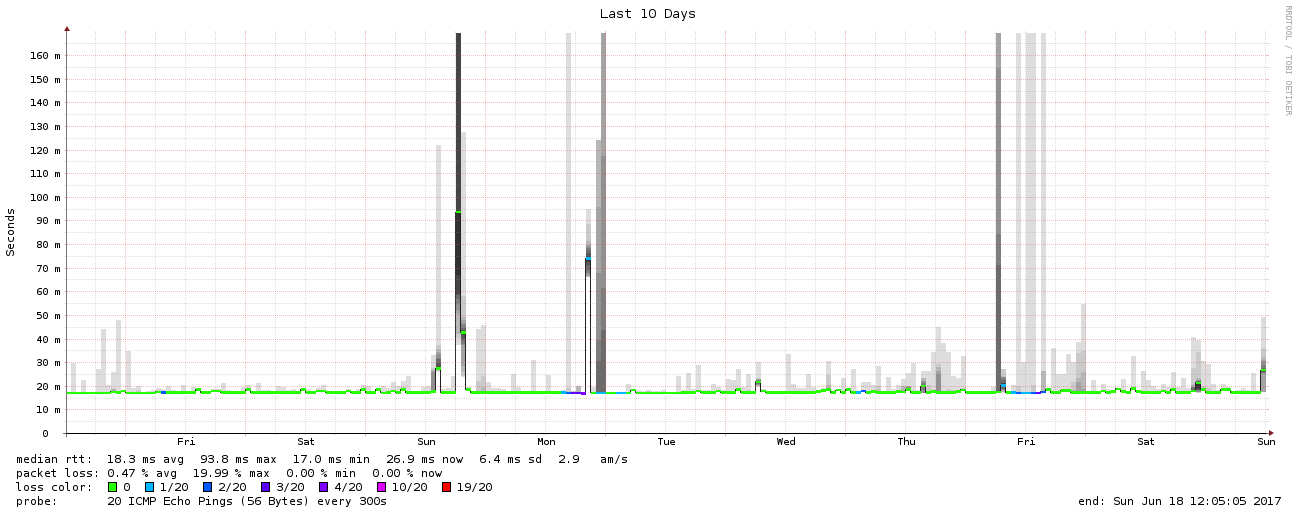 Last 10 Days
RRDTOOL / TOBI OETIKER
Seconds
160 m
150 m
140 m
130 m
120 m
110 m
100 m
90 m
80 m
70 m
60 m
50 m
40 m
30 m
20 m
10 m
0
Fri Sat Sun Mon Tue Wed Thu Fri Sat Sun
median rtt: 18.3 ms avg 93.8 ms max 17.0 ms min 26.9 ms now 6.4 ms sd 2.9 am/s
packet loss: 0.47 % avg 19.99 % max 0.00 % min 0.00 % now
loss color: 0 1/20 2/20 3/20 4/20 10/20 19/20
probe: 20 ICMP Echo Pings (56 Bytes) every 300s end: Sun Jun 18 12:05:05 2017